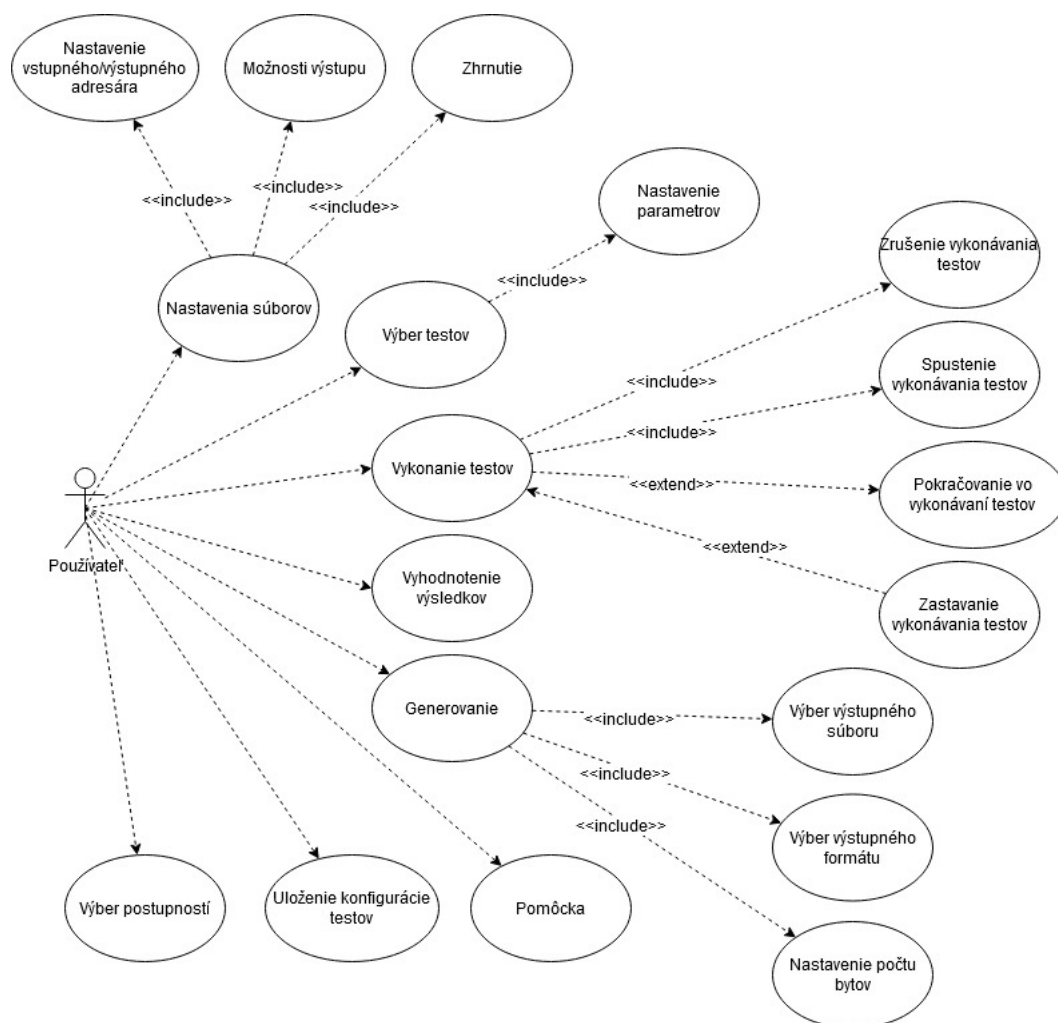 Nastavenie
vstupného/výstupného
adresára
Možnosti výstupu
Zhrnutie
<<include>>
<<include>>
<<include>>
Nastavenia súborov
Nastavenie
parametrov
<<include>>
Výber testov
Zrušenie vykonávania
testov
<<include>>
Spustenie
vykonávania testov
<<include>>
Vykonanie testov
<<extend>>
Pokračovanie vo
vykonávaní testov
<<extend>>
Používateľ
Vyhodnotenie
výsledkov
Zastavanie
vykonávania testov
Generovanie
<<include>>
Výber výstupného
súboru
<<include>>
<<include>>
Výber výstupného
formátu
Výber postupností
Uloženie konfigurácie
testov
Pomôcka
Nastavenie počtu
bytov